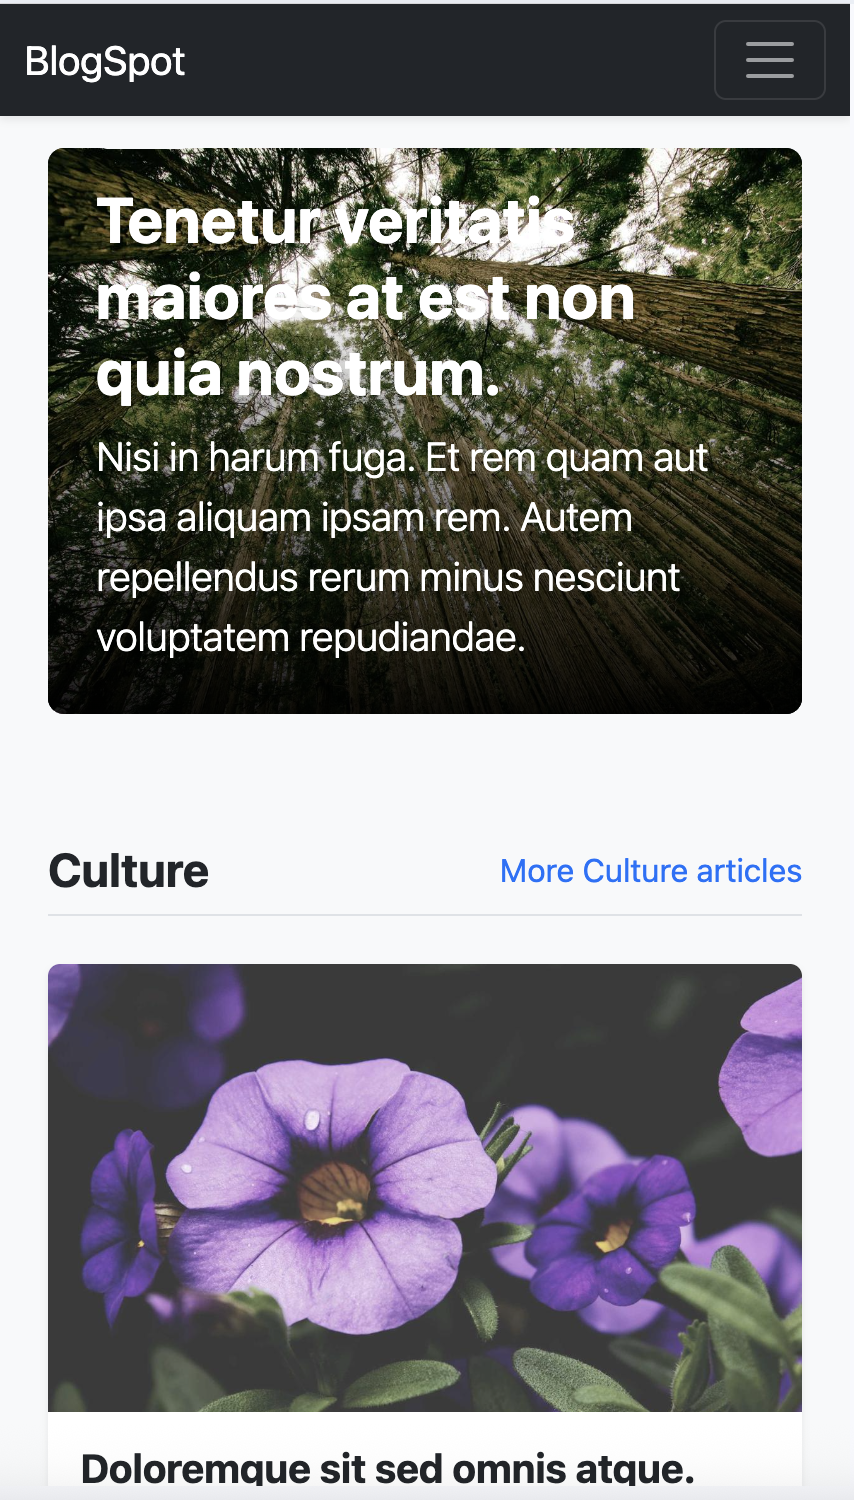 BlogSpot
Tenetur veritatis
maiores at est non
quia nostrum.
Nisi in harum fuga. Et rem quam aut
ipsa aliquam ipsam rem. Autem
repellendus rerum minus nesciunt
voluptatem repudiandae.
Culture
More Culture articles
Doloremque sit sed omnis atque.